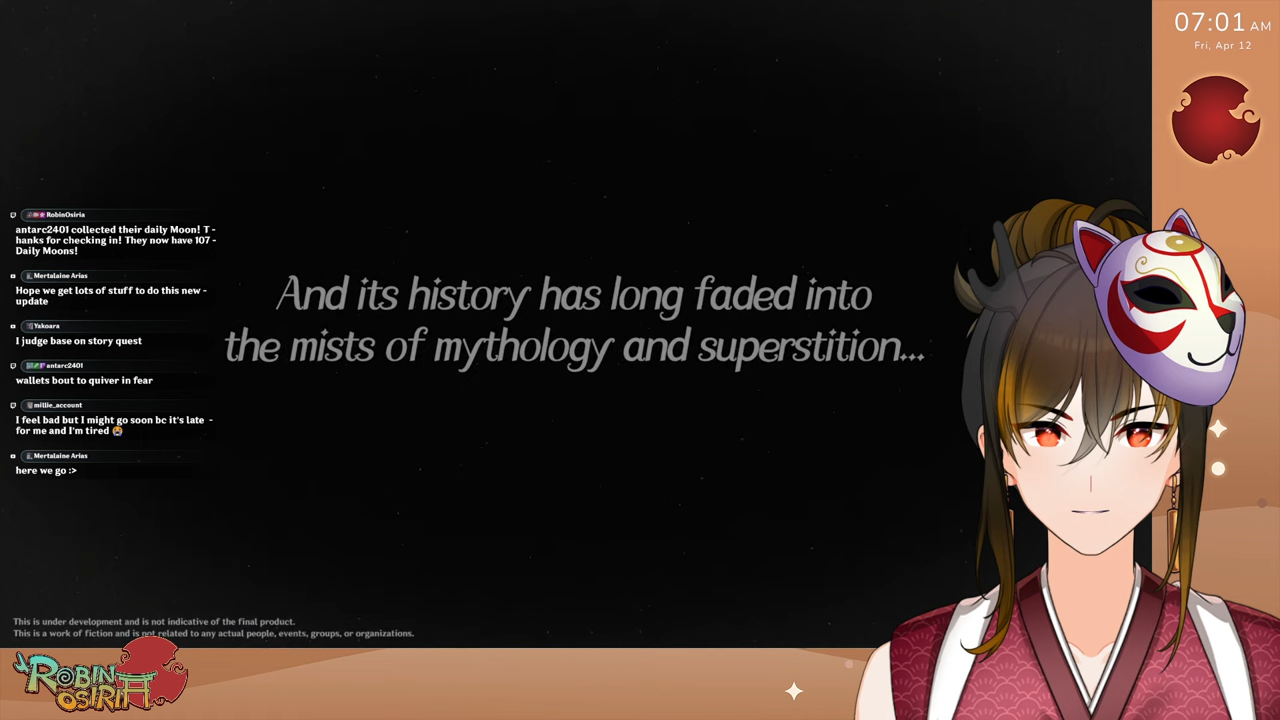 07:01 AM
Fri, Apr 12
RobinOsiria
antarc2401 collected their daily Moon! T -
hanks for checking in! They now have 107 -
Daily Moons!
Mertalaine Arias
Hope we get lots of stuff to do this new -
update
Yakoara
I judge base on story quest
antarc2401
wallets bout to quiver in fear
millie_account
I feel bad but I might go soon bc it's late -
for me and I'm tired 😭
Mertalaine Arias
here we go :>
And its history has long faded into
the mists of mythology and superstition...
This is under development and is not indicative of the final product.
This is a work of fiction and is not related to any actual people, events, groups, or organizations.
ROBIN
OSIRIA